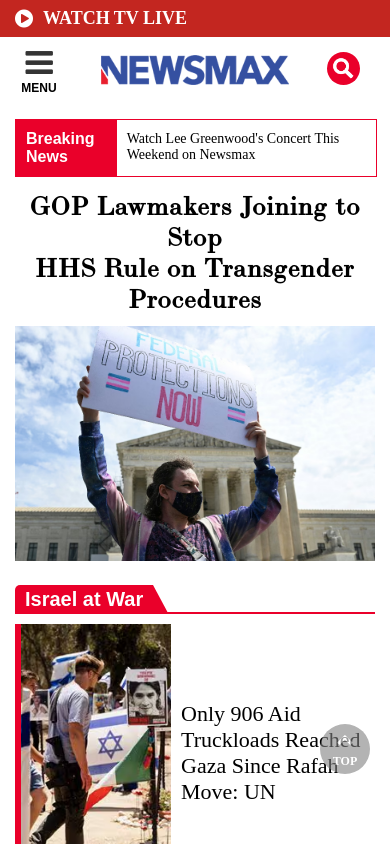 WATCH TV LIVE
MENU
NEWSMAX
Breaking
News
Watch Lee Greenwood's Concert This
Weekend on Newsmax
GOP Lawmakers Joining to
Stop
HHS Rule on Transgender
Procedures
FEDERAL
PROTECTIONS
NOW
Israel at War
Only 906 Aid
Truckloads Reached
Gaza Since Rafah
Move: UN
TOP